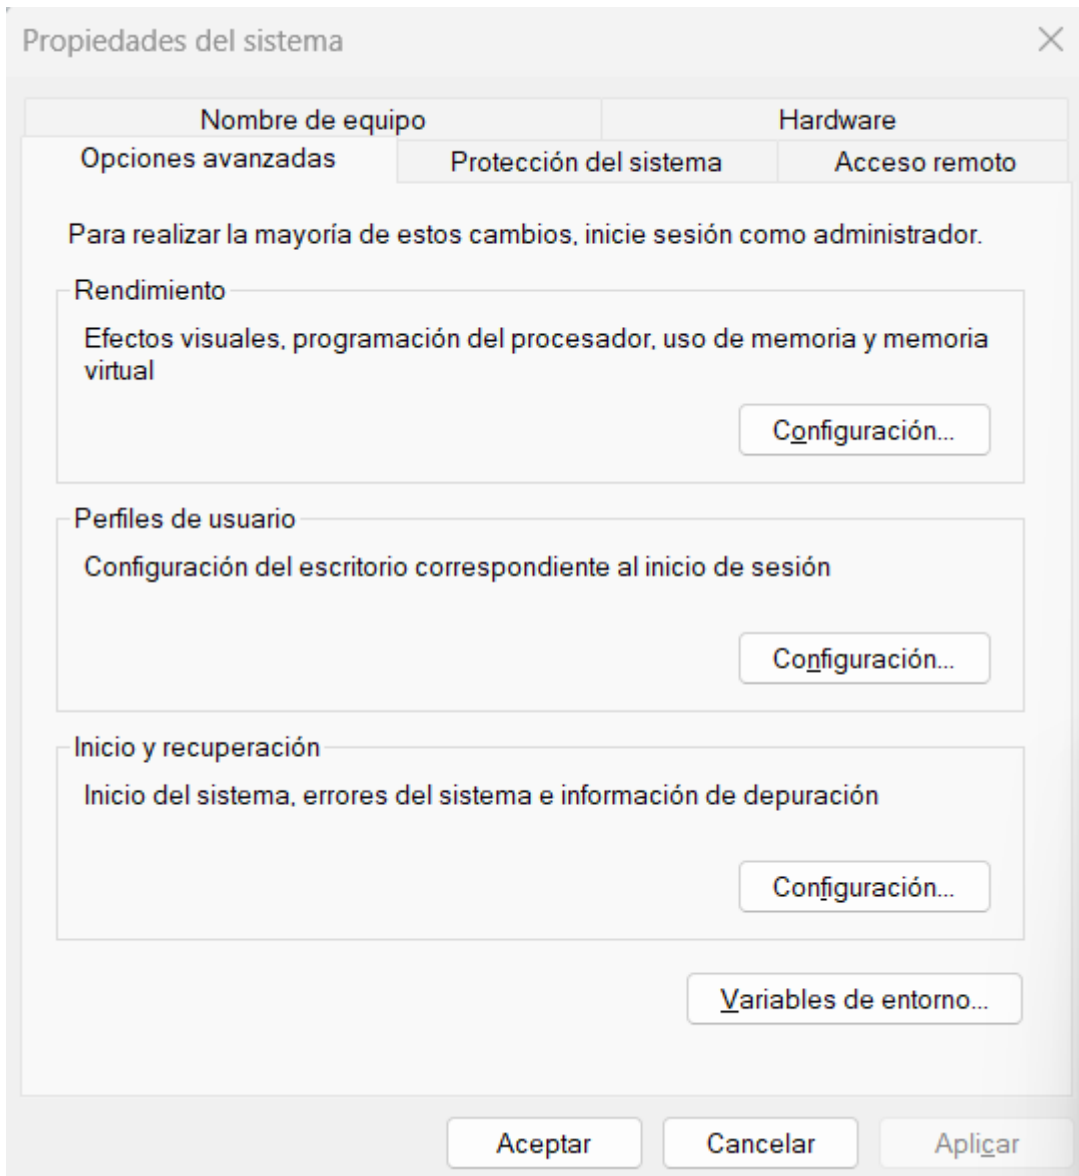 Propiedades del sistema
Nombre de equipo
Hardware
Opciones avanzadas
Protección del sistema
Acceso remoto
Para realizar la mayoría de estos cambios, inicie sesión como administrador.
Rendimiento
Efectos visuales, programación del procesador, uso de memoria y memoria
virtual
Configuración...
Perfiles de usuario
Configuración del escritorio correspondiente al inicio de sesión
Configuración...
Inicio y recuperación
Inicio del sistema, errores del sistema e información de depuración
Configuración...
Variables de entorno...
Aceptar
Cancelar
Aplicar